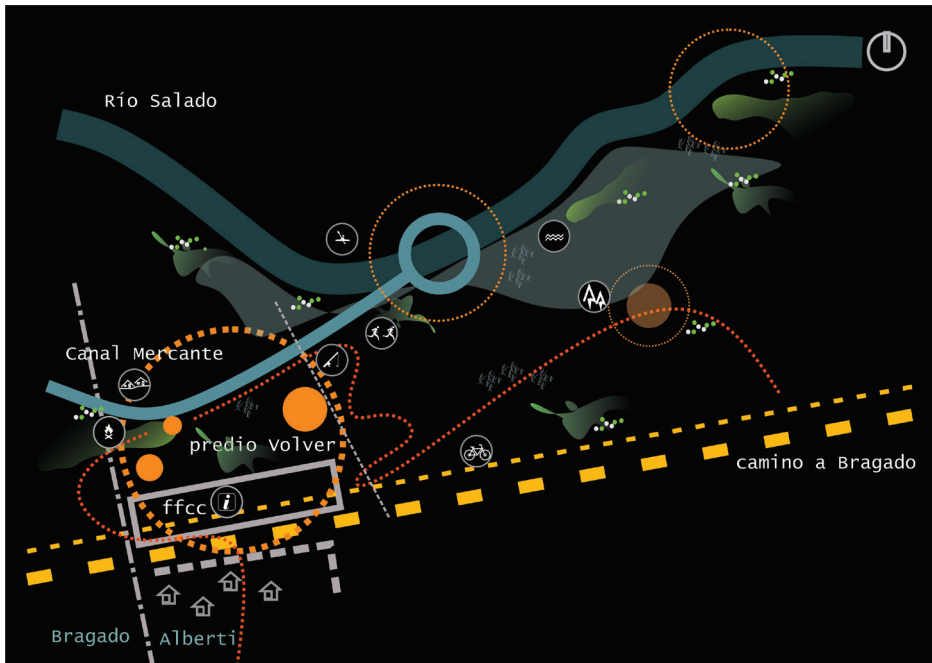 Río Salado
Canal Mercante
predio Volver
camino a Bragado
ffcc
i
Bragado
Alberti